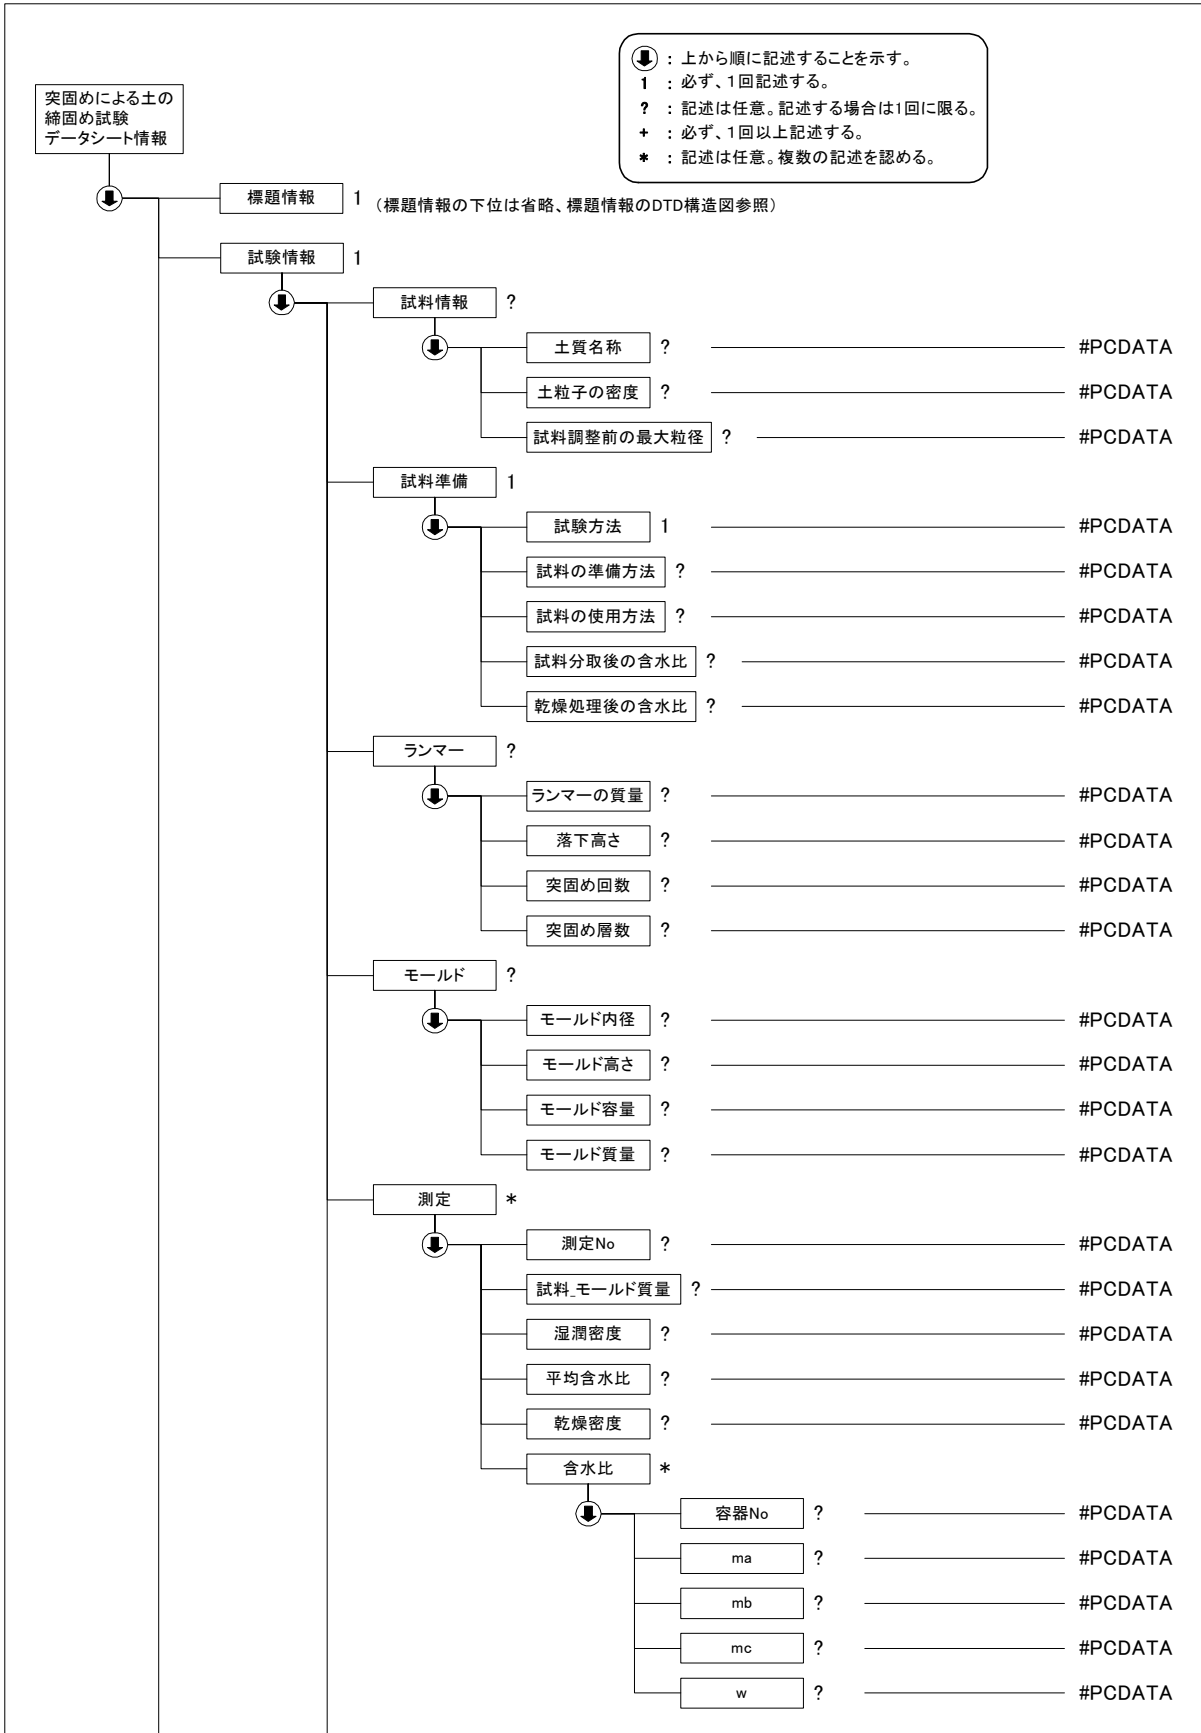 : 上から順に記述することを示す。
1 : 必ず、1回記述する。
? : 記述は任意。記述する場合は1回に限る。
+ : 必ず、1回以上記述する。
* : 記述は任意。複数の記述を認める。
突固めによる土の
締固め試験
データシート情報
標題情報 1 (標題情報の下位は省略、標題情報のDTD構造図参照)
試験情報 1
試料情報 ?
土質名称 ? #PCDATA
土粒子の密度 ? #PCDATA
試料調整前の最大粒径 ? #PCDATA
試料準備 1
試験方法 1 #PCDATA
試料の準備方法 ? #PCDATA
試料の使用方法 ? #PCDATA
試料分取後の含水比 ? #PCDATA
乾燥処理後の含水比 ? #PCDATA
ランマー ?
ランマーの質量 ? #PCDATA
落下高さ ? #PCDATA
突固め回数 ? #PCDATA
突固め層数 ? #PCDATA
モールド ?
モールド内径 ? #PCDATA
モールド高さ ? #PCDATA
モールド容量 ? #PCDATA
モールド質量 ? #PCDATA
測定 *
測定No ? #PCDATA
試料_モールド質量 ? #PCDATA
湿潤密度 ? #PCDATA
平均含水比 ? #PCDATA
乾燥密度 ? #PCDATA
含水比 *
容器No ? #PCDATA
ma ? #PCDATA
mb ? #PCDATA
mc ? #PCDATA
w ? #PCDATA